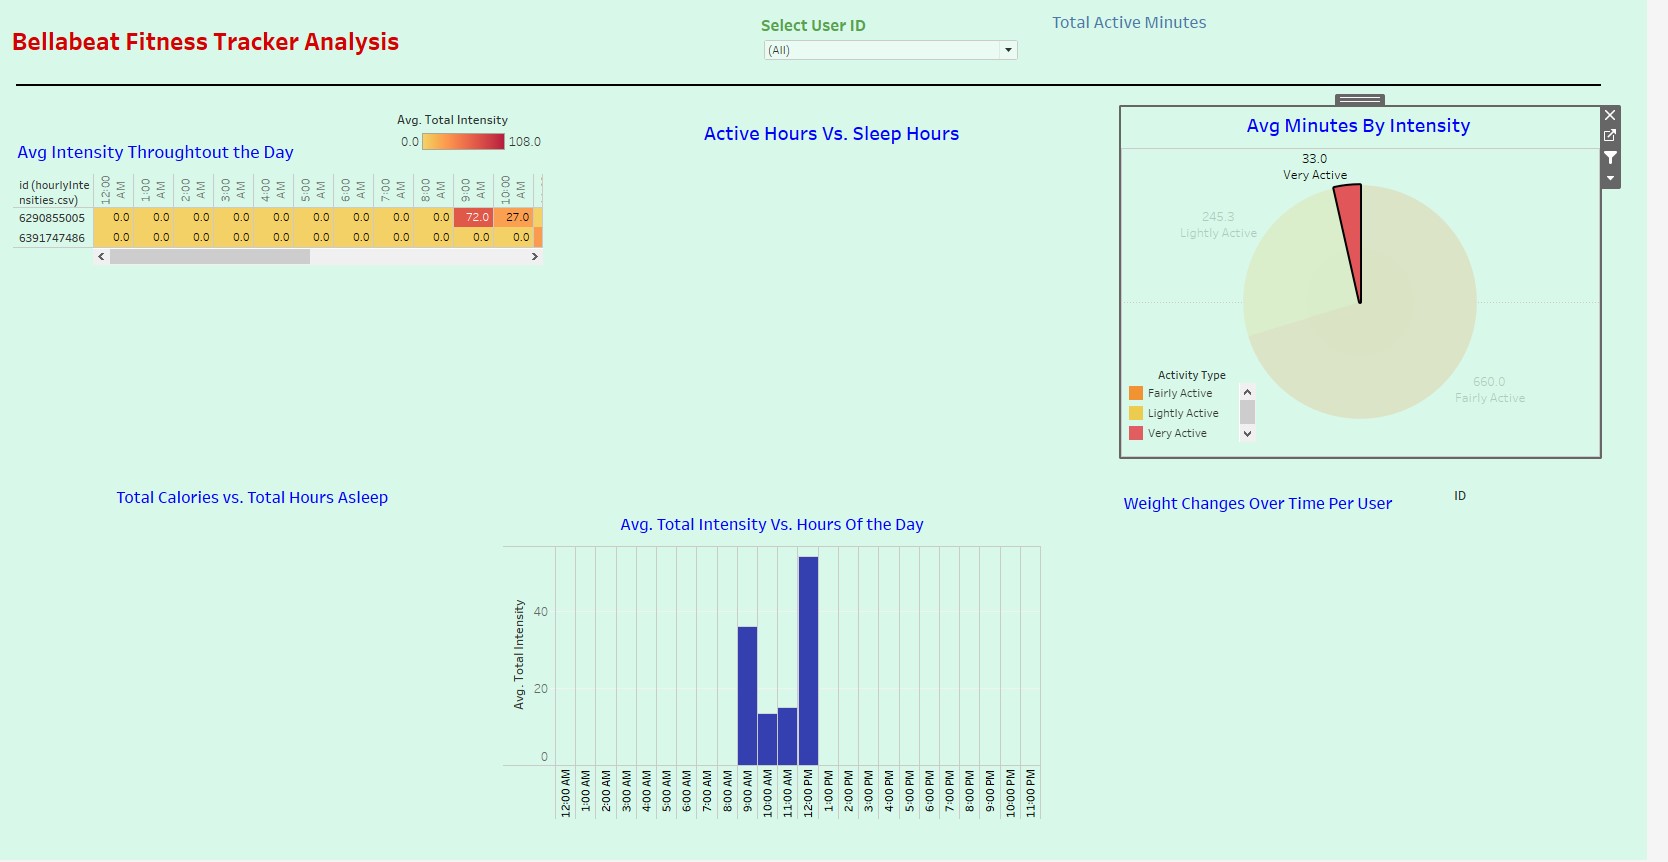 Bellabeat Fitness Tracker Analysis
Select User ID
(All)
Total Active Minutes
Avg. Total Intensity
0.0 108.0
Avg Intensity Throughtout the Day
id (hourlyInte
nsities.csv)
12:00 AM 1:00 AM 2:00 AM 3:00 AM 4:00 AM 5:00 AM 6:00 AM 7:00 AM 8:00 AM 9:00 AM 10:00 AM
6290855005 0.0 0.0 0.0 0.0 0.0 0.0 0.0 0.0 0.0 72.0 27.0
6391747486 0.0 0.0 0.0 0.0 0.0 0.0 0.0 0.0 0.0 0.0 0.0
Active Hours Vs. Sleep Hours
Avg Minutes By Intensity
33.0
Very Active
245.3
Lightly Active
660.0
Fairly Active
Activity Type
Fairly Active
Lightly Active
Very Active
Total Calories vs. Total Hours Asleep
Avg. Total Intensity Vs. Hours Of the Day
Avg. Total Intensity
40
20
0
12:00 AM 1:00 AM 2:00 AM 3:00 AM 4:00 AM 5:00 AM 6:00 AM 7:00 AM 8:00 AM 9:00 AM 10:00 AM 11:00 AM 12:00 PM 1:00 PM 2:00 PM 3:00 PM 4:00 PM 5:00 PM 6:00 PM 7:00 PM 8:00 PM 9:00 PM 10:00 PM 11:00 PM
Weight Changes Over Time Per User
ID